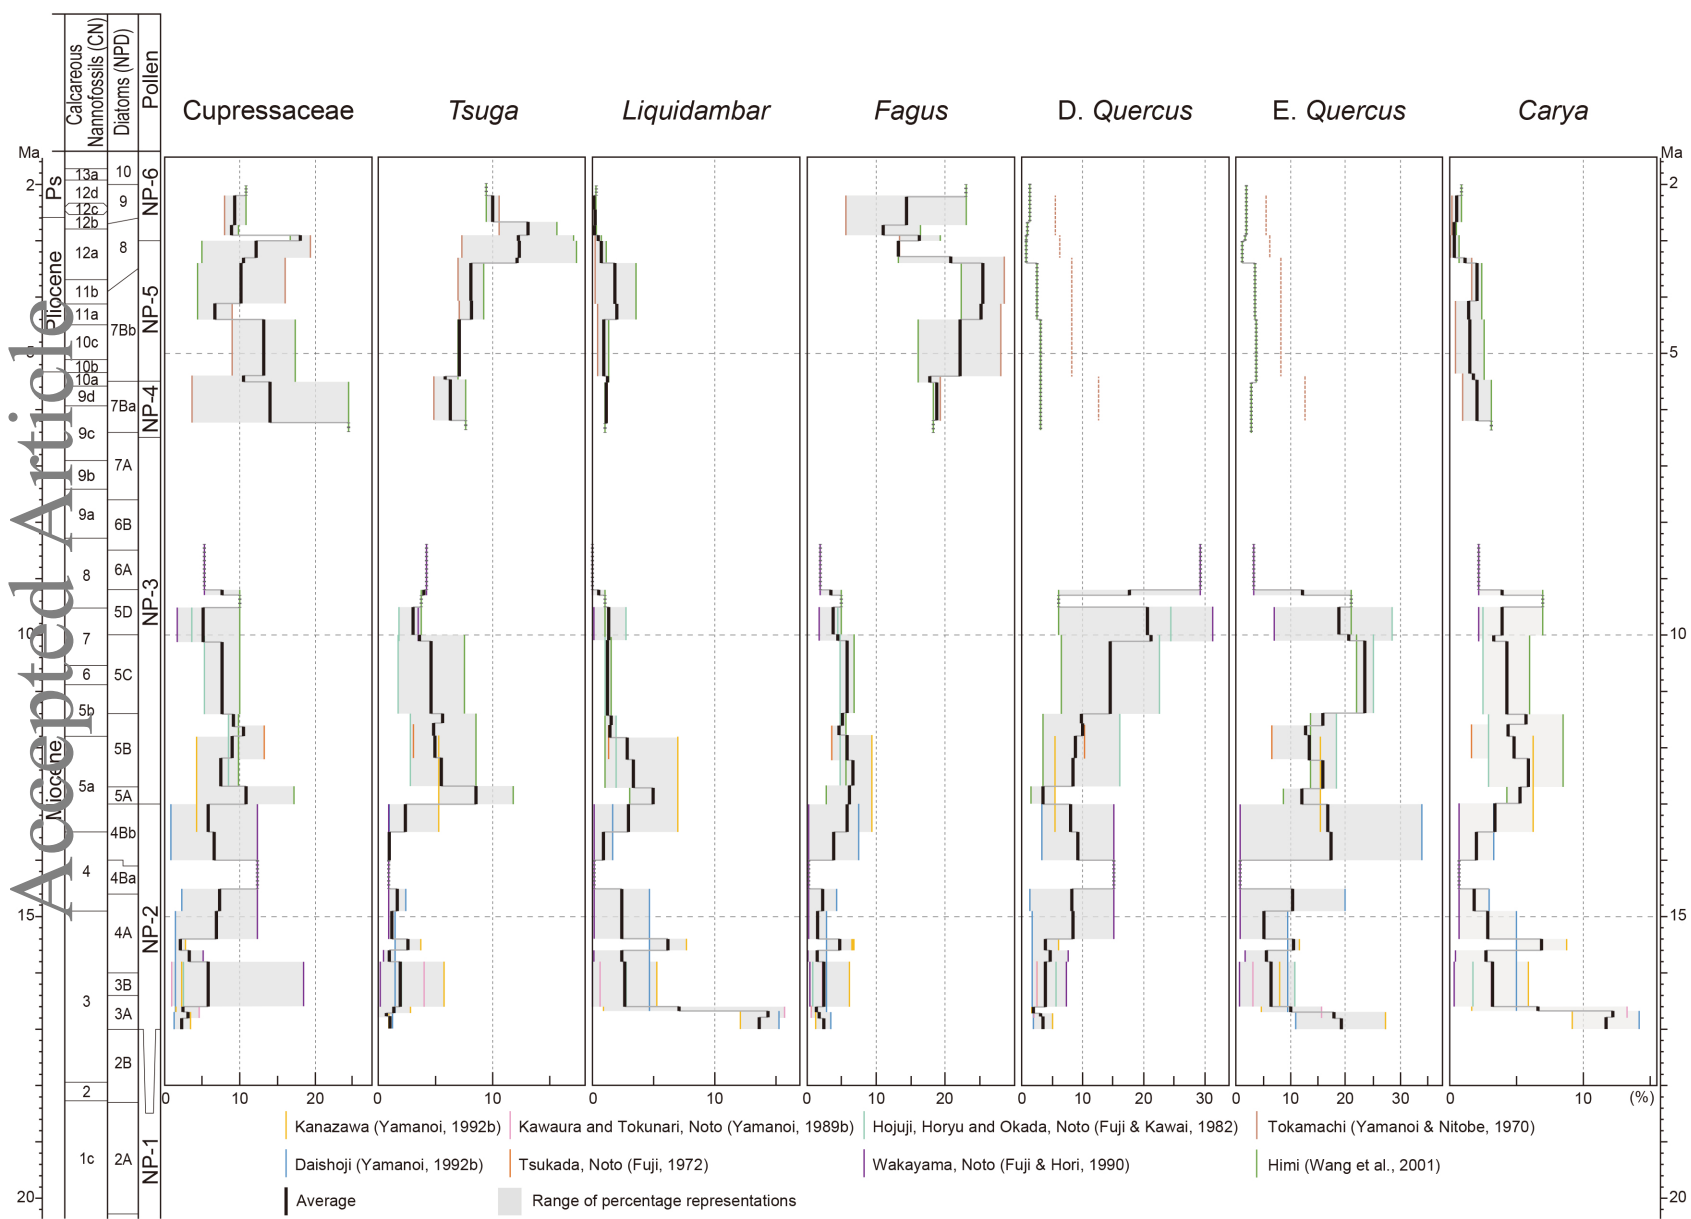 Accepted Article
Calcareous
Nannofossils (CN)
Diatoms (NPD)
Pollen
Cupressaceae Tsuga Liquidambar Fagus D. Quercus E. Quercus Carya
Ma Ma
Ps
Pliocene
Miocene
13a
12d
12c
12b
12a
11b
11a
10c
10b
10a
9d
9c
9b
9a
8
7
6
5b
5a
4
3
2
1c
10
9
8
7Bb
7Ba
7A
6B
6A
5D
5C
5B
5A
4Bb
4Ba
4A
3B
3A
2B
2A
NP-6
NP-5
NP-4
NP-3
NP-2
NP-1
2 2
5 5
10 10
15 15
20 20
0 10 20 0 10 0 10 0 10 20 0 10 20 30 0 10 20 30 0 10 (%)
Kanazawa (Yamanoi, 1992b) Kawaura and Tokunari, Noto (Yamanoi, 1989b) Hojuji, Horyu and Okada, Noto (Fuji & Kawai, 1982) Tokamachi (Yamanoi & Nitobe, 1970)
Daishoji (Yamanoi, 1992b) Tsukada, Noto (Fuji, 1972) Wakayama, Noto (Fuji & Hori, 1990) Himi (Wang et al., 2001)
Average Range of percentage representations